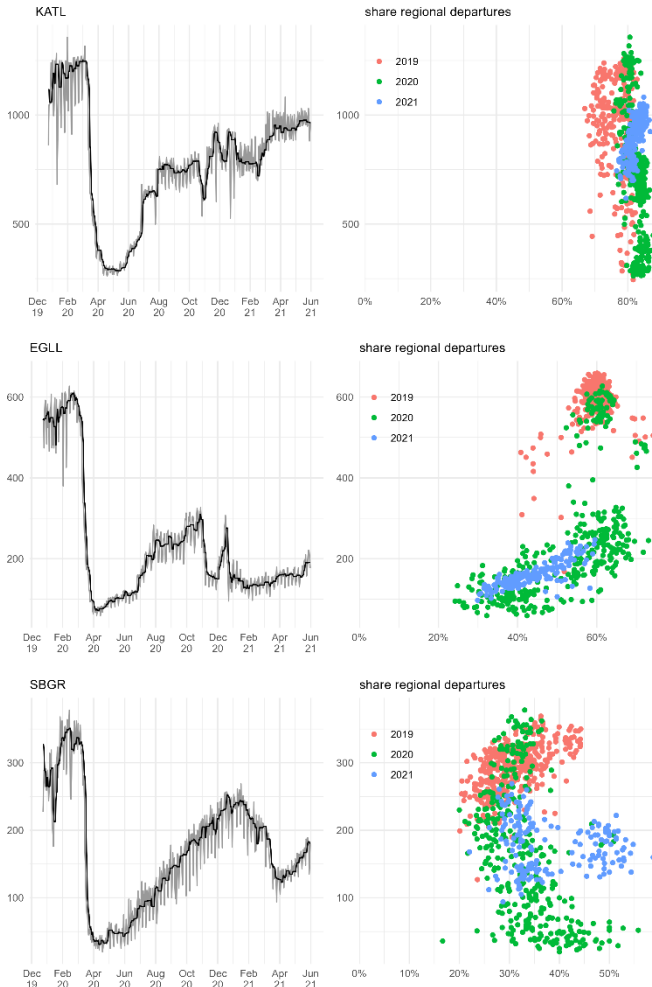 KATL
share regional departures
2019
2020
2021
1000
500
Dec Feb Apr Jun Aug Oct Dec Feb Apr Jun
19 20 20 20 20 20 20 21 21 21
0% 20% 40% 60% 80%
EGLL
share regional departures
2019
2020
2021
600
400
200
Dec Feb Apr Jun Aug Oct Dec Feb Apr Jun
19 20 20 20 20 20 20 21 21 21
0% 20% 40% 60%
SBGR
share regional departures
2019
2020
2021
300
200
100
Dec Feb Apr Jun Aug Oct Dec Feb Apr Jun
19 20 20 20 20 20 20 21 21 21
0% 10% 20% 30% 40% 50%